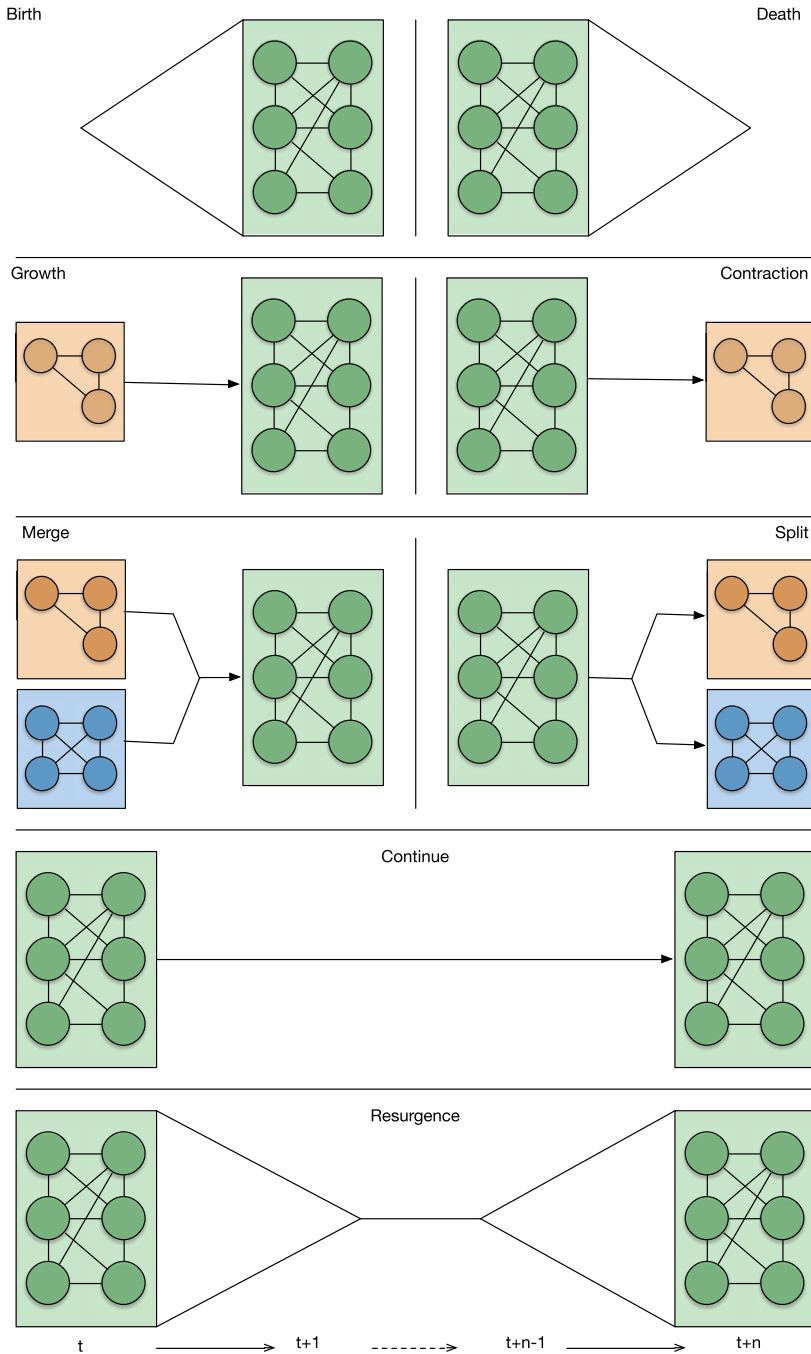 Birth
Death
Growth
Contraction
Merge
Split
Continue
Resurgence
t
t+1
t+n-1
t+n